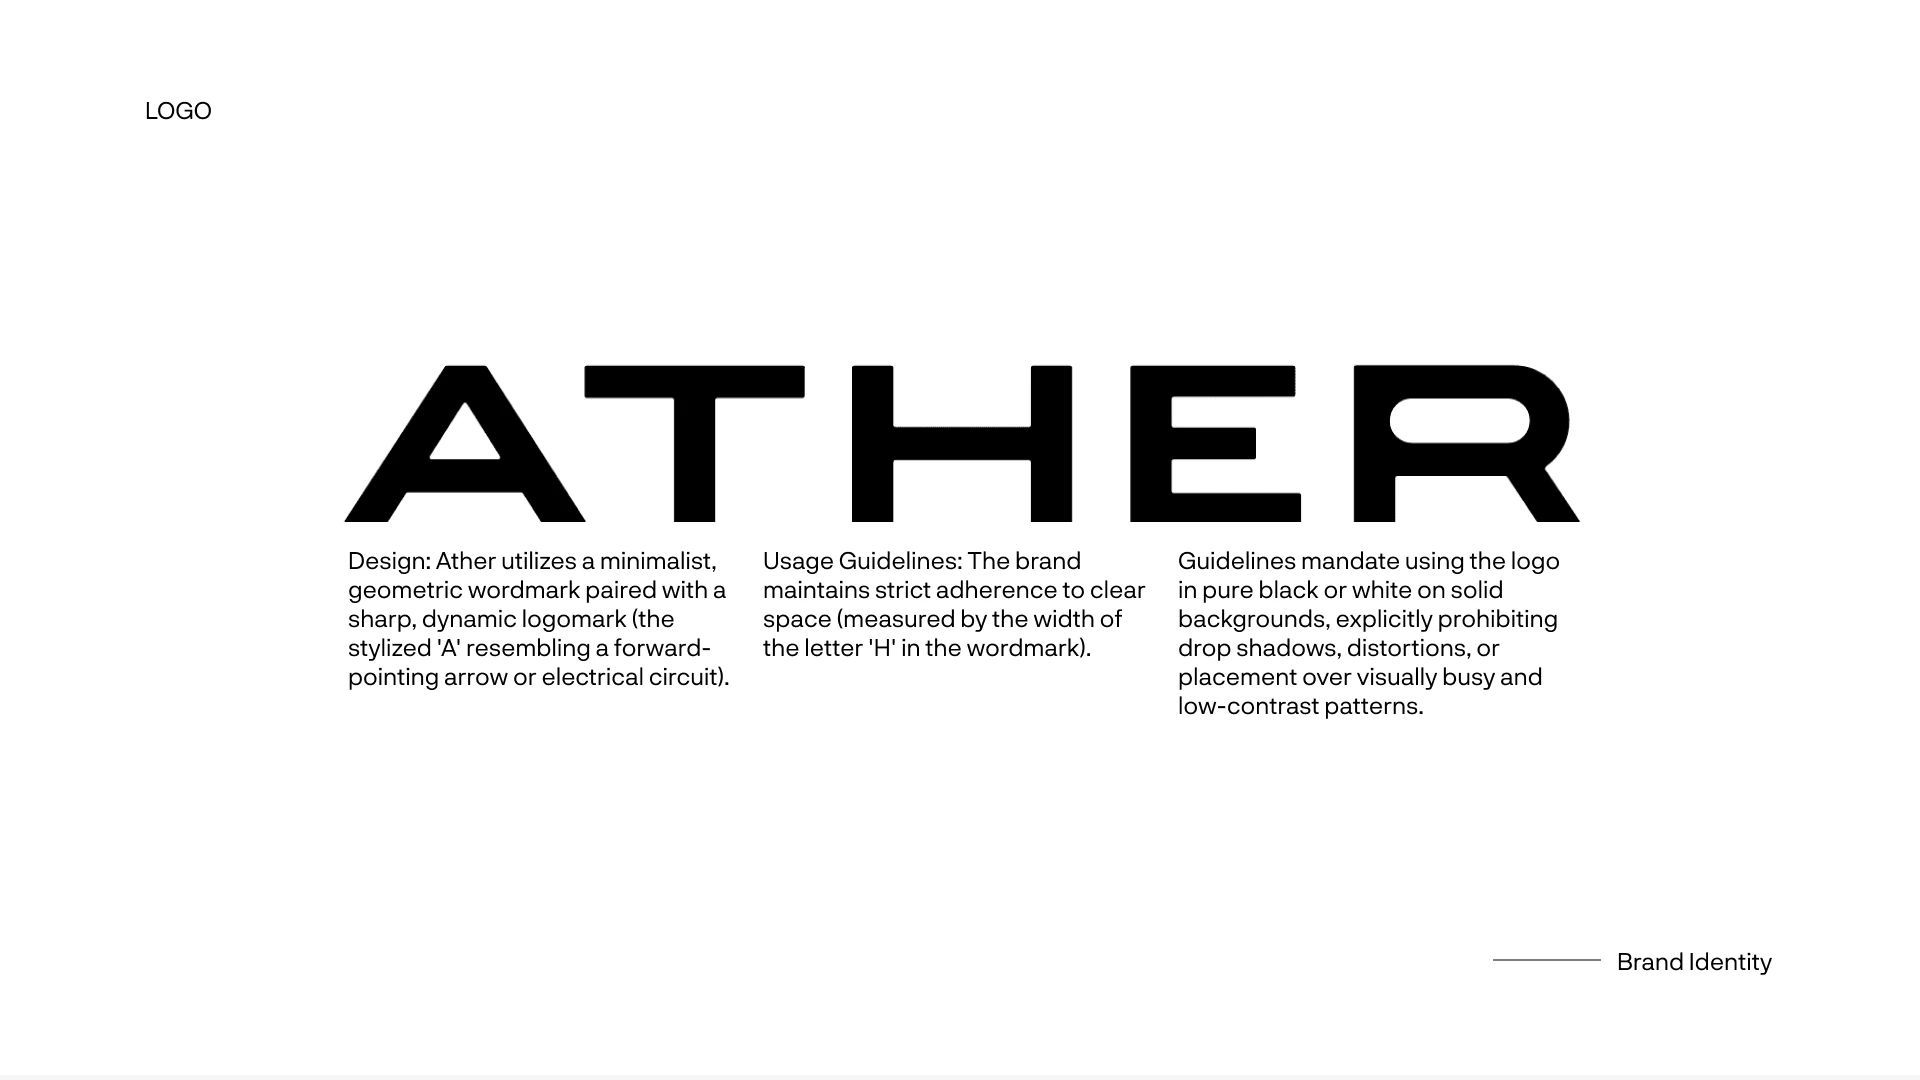 LOGO
ATHER
Design: Ather utilizes a minimalist,
geometric wordmark paired with a
sharp, dynamic logomark (the
stylized 'A' resembling a forward-
pointing arrow or electrical circuit).
Usage Guidelines: The brand
maintains strict adherence to clear
space (measured by the width of
the letter 'H' in the wordmark).
Guidelines mandate using the logo
in pure black or white on solid
backgrounds, explicitly prohibiting
drop shadows, distortions, or
placement over visually busy and
low-contrast patterns.
Brand Identity